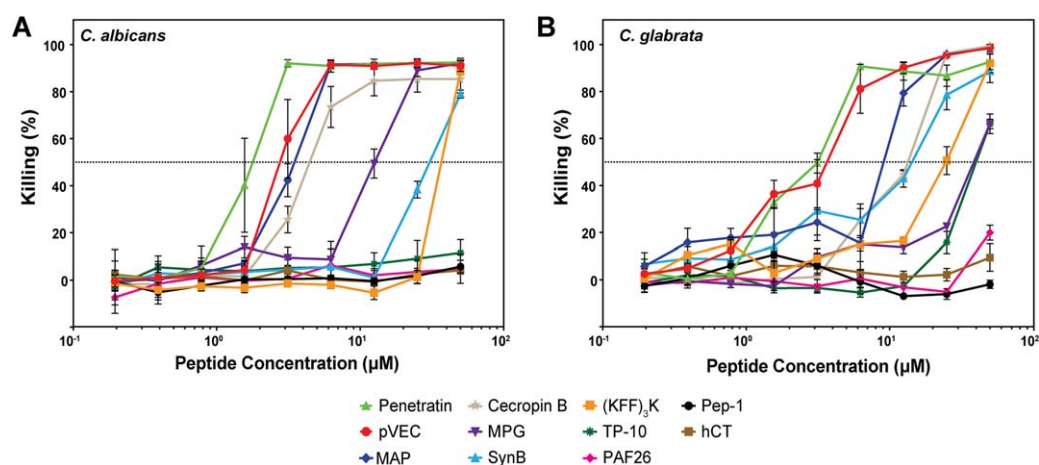 A
C. albicans
100
80
60
40
20
0
Killing (%)
10⁻¹ 10⁰ 10¹ 10²
Peptide Concentration (µM)
B
C. glabrata
100
80
60
40
20
0
Killing (%)
10⁻¹ 10⁰ 10¹ 10²
Peptide Concentration (µM)
Penetratin Cecropin B (KFF)₃K Pep-1
pVEC MPG TP-10 hCT
MAP SynB PAF26